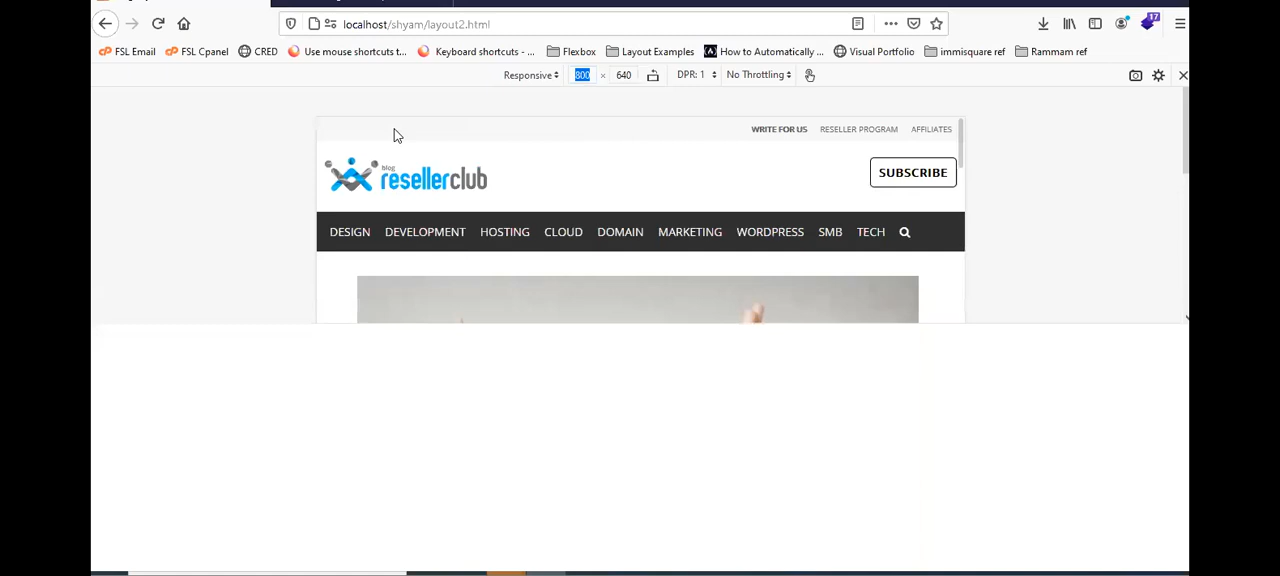 localhost/shyam/layout2.html
17
FSL Email FSL Cpanel CRED Use mouse shortcuts t... Keyboard shortcuts - ... Flexbox Layout Examples How to Automatically ... Visual Portfolio immisquare ref Rammam ref
Responsive 800 × 640 DPR: 1 No Throttling
WRITE FOR US RESELLER PROGRAM AFFILIATES
blog
resellerclub
SUBSCRIBE
DESIGN DEVELOPMENT HOSTING CLOUD DOMAIN MARKETING WORDPRESS SMB TECH